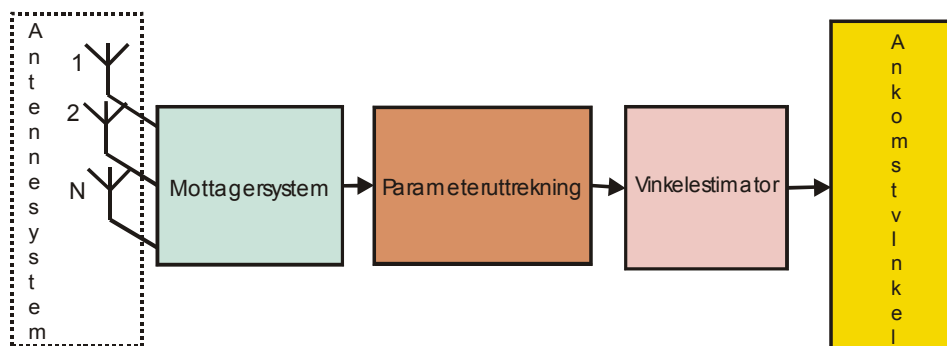 Antennesystem
1
2
N
Mottagersystem
Parameteruttrekning
Vinkelestimator
AnkomstvInkel